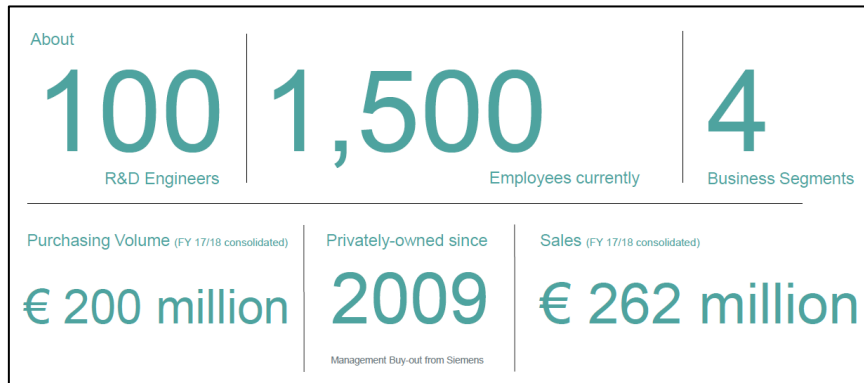 About
100
R&D Engineers
1,500
Employees currently
4
Business Segments
Purchasing Volume (FY 17/18 consolidated)
€ 200 million
Privately-owned since
2009
Management Buy-out from Siemens
Sales (FY 17/18 consolidated)
€ 262 million